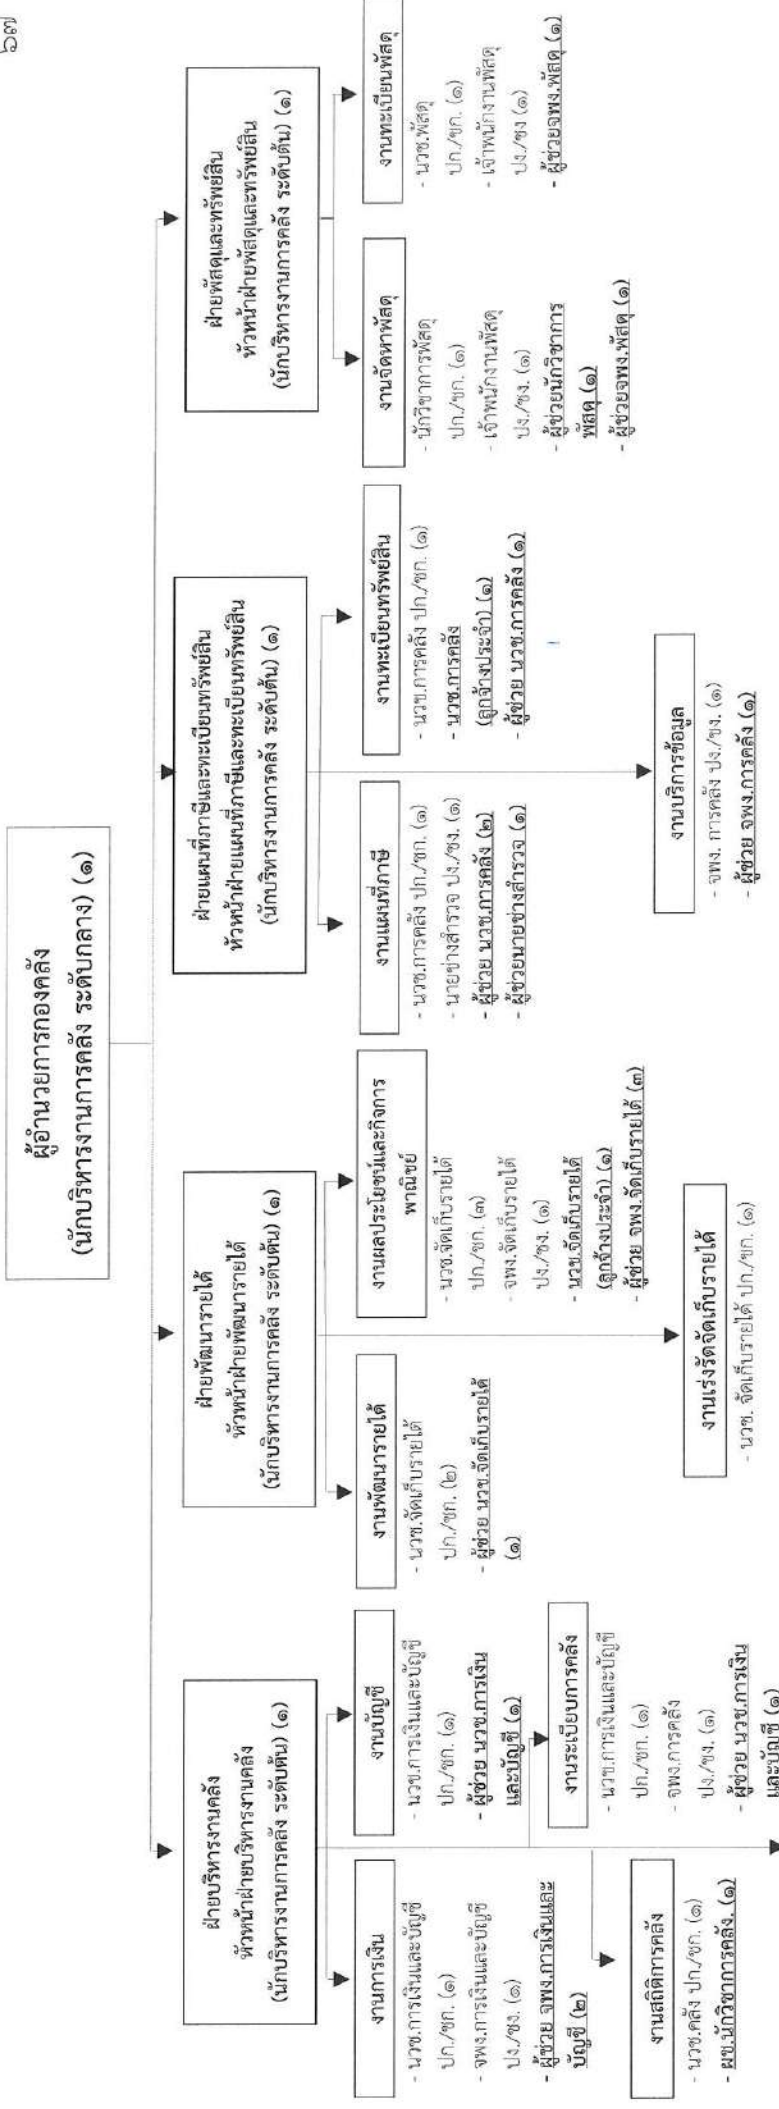 ๖๗
ผู้อำนวยการกองคลัง
(นักบริหารงานการคลัง ระดับกลาง) (๑)
ฝ่ายบริหารงานคลัง
หัวหน้าฝ่ายบริหารงานคลัง
(นักบริหารงานการคลัง ระดับต้น) (๑)
งานการเงิน
- นวช.การเงินและบัญชี
ปก./ชก. (๑)
- จพง.การเงินและบัญชี
ปง./ชง. (๑)
- ผู้ช่วย จพง.การเงินและ
บัญชี (๒)
งานบัญชี
- นวช.การเงินและบัญชี
ปก./ชก. (๑)
- ผู้ช่วย นวช.การเงิน
และบัญชี (๑)
งานสถิติการคลัง
- นวช.คลัง ปก./ชก. (๑)
- ผช.นักวิชาการคลัง. (๑)
งานระเบียบการคลัง
- นวช.การเงินและบัญชี
ปก./ชก. (๑)
- จพง.การคลัง
ปง./ชง. (๑)
- ผู้ช่วย นวช.การเงิน
และบัญชี (๑)
ฝ่ายพัฒนารายได้
หัวหน้าฝ่ายพัฒนารายได้
(นักบริหารงานการคลัง ระดับต้น) (๑)
งานพัฒนารายได้
- นวช.จัดเก็บรายได้
ปก./ชก. (๒)
- ผู้ช่วย นวช.จัดเก็บรายได้
(๑)
งานผลประโยชน์และกิจการ
พาณิชย์
- นวช.จัดเก็บรายได้
ปก./ชก. (๓)
- จพง.จัดเก็บรายได้
ปง./ชง. (๑)
- นวช.จัดเก็บรายได้
(ลูกจ้างประจำ) (๑)
- ผู้ช่วย จพง.จัดเก็บรายได้ (๓)
งานเร่งรัดจัดเก็บรายได้
- นวช. จัดเก็บรายได้ ปก./ชก. (๑)
ฝ่ายแผนที่ภาษีและทะเบียนทรัพย์สิน
หัวหน้าฝ่ายแผนที่ภาษีและทะเบียนทรัพย์สิน
(นักบริหารงานการคลัง ระดับต้น) (๑)
งานแผนที่ภาษี
- นวช.การคลัง ปก./ชก. (๑)
- นายช่างสำรวจ ปง./ชง. (๑)
- ผู้ช่วย นวช.การคลัง (๒)
- ผู้ช่วยนายช่างสำรวจ (๑)
งานทะเบียนทรัพย์สิน
- นวช.การคลัง ปก./ชก. (๑)
- นวช.การคลัง
(ลูกจ้างประจำ) (๑)
- ผู้ช่วย นวช.การคลัง (๑)
งานบริการข้อมูล
- จพง. การคลัง ปง./ชง. (๑)
- ผู้ช่วย จพง.การคลัง (๑)
ฝ่ายพัสดุและทรัพย์สิน
หัวหน้าฝ่ายพัสดุและทรัพย์สิน
(นักบริหารงานการคลัง ระดับต้น) (๑)
งานจัดหาพัสดุ
- นักวิชาการพัสดุ
ปก./ชก. (๑)
- เจ้าพนักงานพัสดุ
ปง./ชง. (๑)
- ผู้ช่วยนักวิชาการ
พัสดุ (๑)
- ผู้ช่วยจพง.พัสดุ (๑)
งานทะเบียนพัสดุ
- นวช.พัสดุ
ปก./ชก. (๑)
- เจ้าพนักงานพัสดุ
ปง./ชง (๑)
- ผู้ช่วยจพง.พัสดุ (๑)